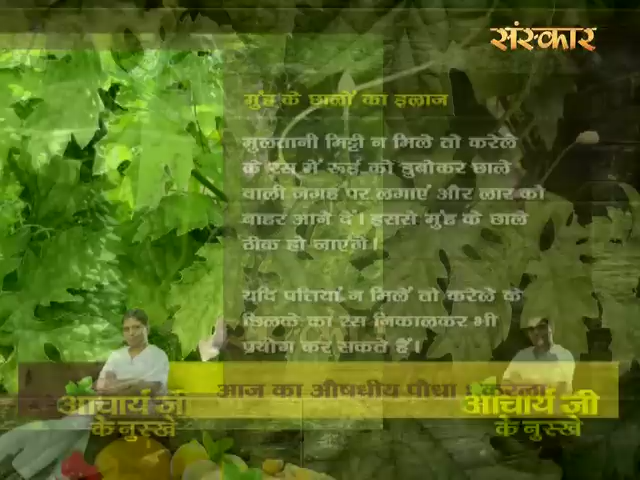 संस्कार
मुंह के छालों का इलाज
मुलतानी मिट्टी न मिले तो करेले
के रस में रूई को डुबोकर छाले
वाली जगह पर लगाएं और लार को
बाहर आने दें। इससे मुंह के छाले
ठीक हो जाएंगे।
यदि पत्तियां न मिलें तो करेले के
छिलके का रस निकालकर भी
प्रयोग कर सकते हैं।
आज का औषधीय पौधा करेला
आचार्य जी
के नुस्खे
आचार्य जी
के नुस्खे